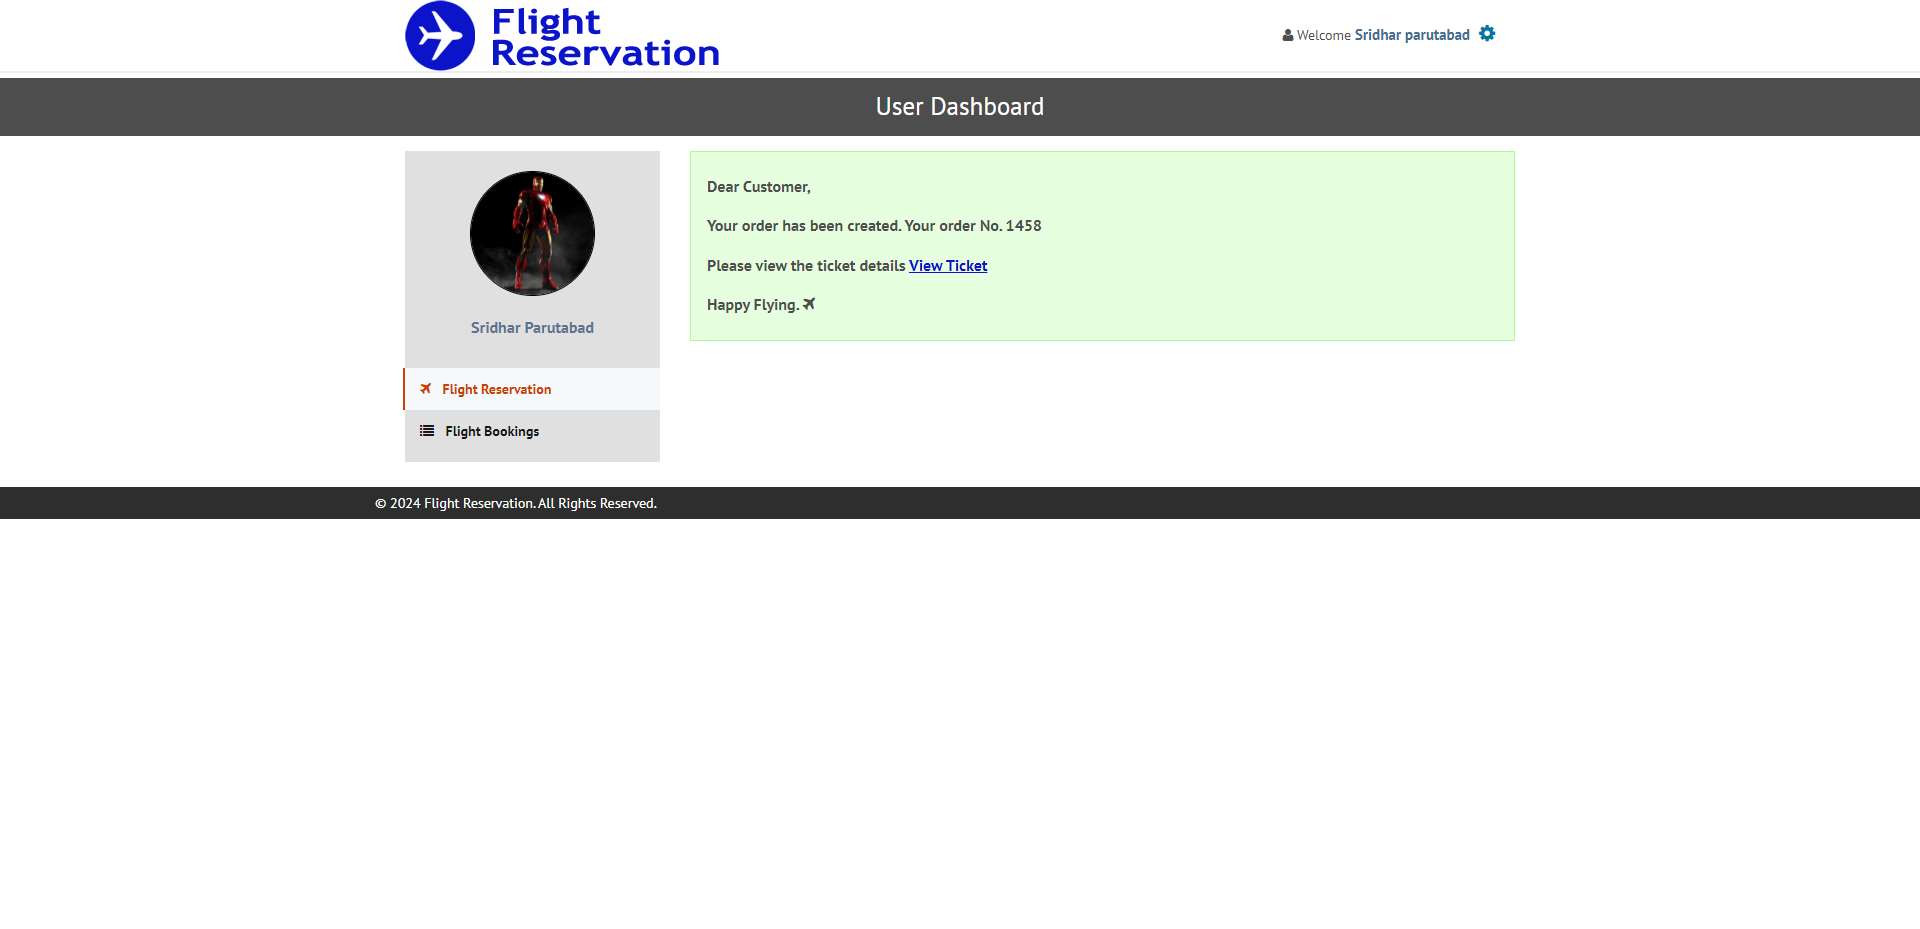 Flight
Reservation
Welcome Sridhar parutabad
User Dashboard
Sridhar Parutabad
Flight Reservation
Flight Bookings
Dear Customer,
Your order has been created. Your order No. 1458
Please view the ticket details View Ticket
Happy Flying.
© 2024 Flight Reservation. All Rights Reserved.